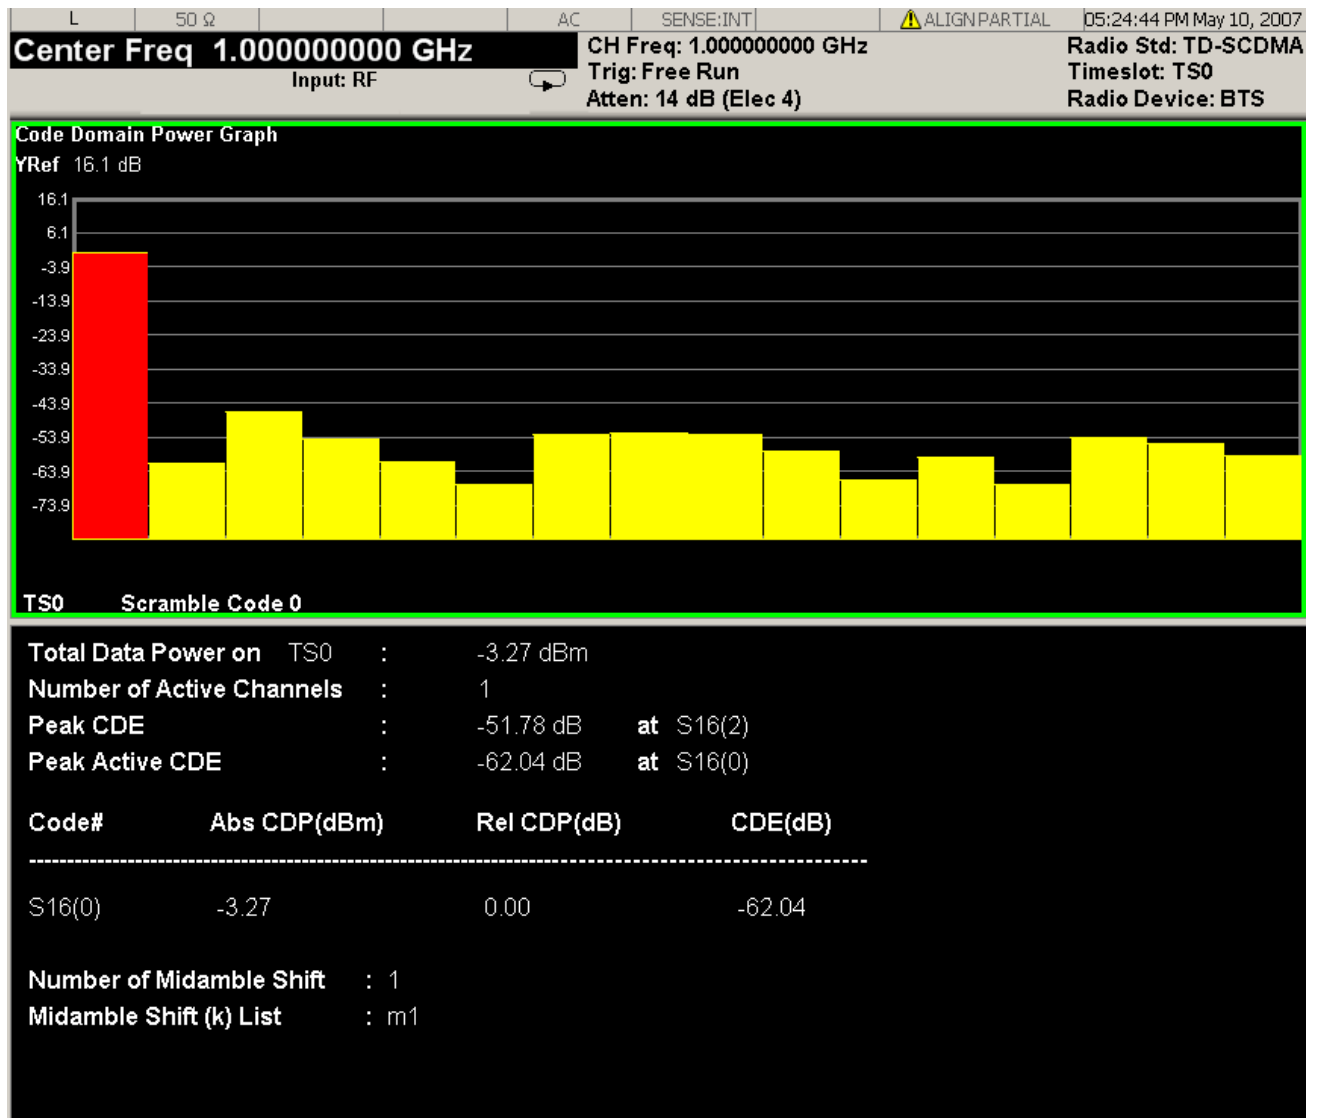 L 50 Ω AC SENSE:INT ALIGN PARTIAL 05:24:44 PM May 10, 2007
Center Freq 1.000000000 GHz
Input: RF
CH Freq: 1.000000000 GHz
Trig: Free Run
Atten: 14 dB (Elec 4)
Radio Std: TD-SCDMA
Timeslot: TS0
Radio Device: BTS
Code Domain Power Graph
YRef 16.1 dB
16.1
6.1
-3.9
-13.9
-23.9
-33.9
-43.9
-53.9
-63.9
-73.9
TS0 Scramble Code 0
Total Data Power on TS0 : -3.27 dBm
Number of Active Channels : 1
Peak CDE : -51.78 dB at S16(2)
Peak Active CDE : -62.04 dB at S16(0)
Code# Abs CDP(dBm) Rel CDP(dB) CDE(dB)
S16(0) -3.27 0.00 -62.04
Number of Midamble Shift : 1
Midamble Shift (k) List : m1